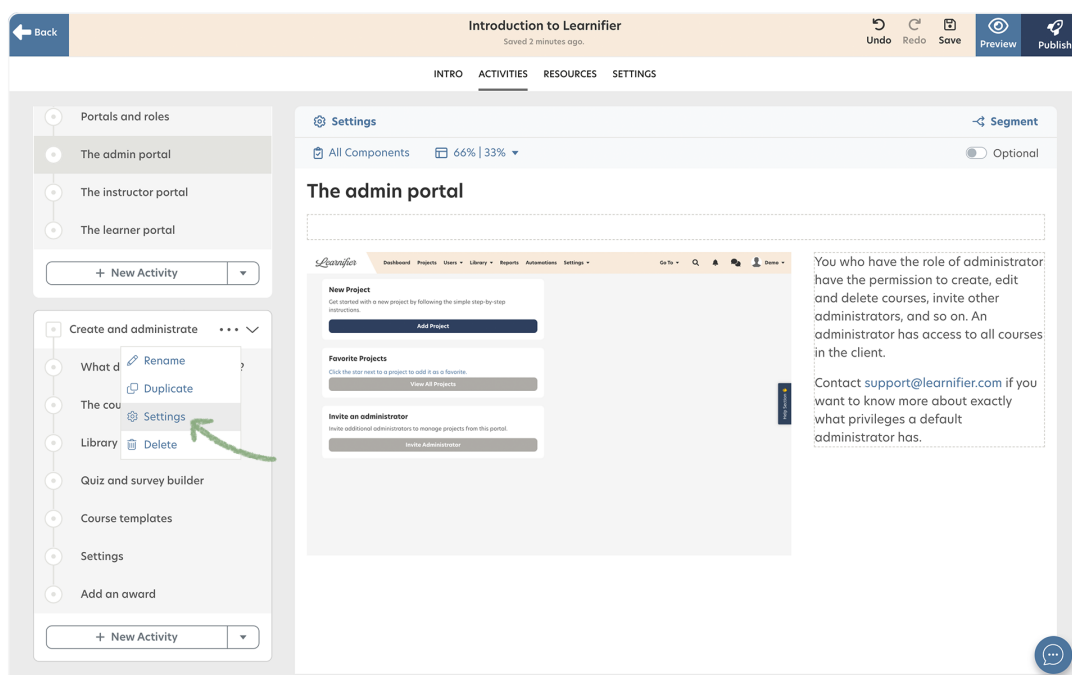 Back
Introduction to Learnifier
Saved 2 minutes ago.
Undo
Redo
Save
Preview
Publish
INTRO
ACTIVITIES
RESOURCES
SETTINGS
Portals and roles
The admin portal
The instructor portal
The learner portal
+ New Activity
Create and administrate
What d
?
Rename
Duplicate
The cou
Settings
Library
Delete
Quiz and survey builder
Course templates
Settings
Add an award
+ New Activity
Settings
Segment
All Components
66% | 33%
Optional
The admin portal
Learnifier
Dashboard
Projects
Users
Library
Reports
Automations
Settings
Go To
Demo
New Project
Get started with a new project by following the simple step-by-step
instructions.
Add Project
Favorite Projects
Click the star next to a project to add it as a favorite.
View All Projects
Invite an administrator
Invite additional administrators to manage projects from this portal.
Invite Administrator
Help Section
You who have the role of administrator
have the permission to create, edit
and delete courses, invite other
administrators, and so on. An
administrator has access to all courses
in the client.
Contact support@learnifier.com if you
want to know more about exactly
what privileges a default
administrator has.